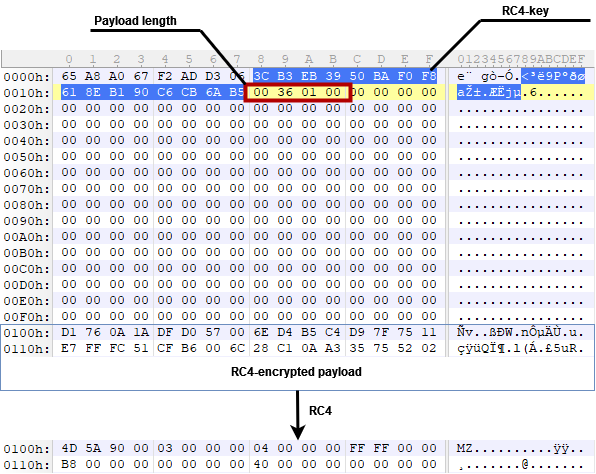 Payload length
RC4-key
0 1 2 3 4 5 6 7 8 9 A B C D E F 0123456789ABCDEF
0000h: 65 A8 A0 67 F2 AD D3 06 3C B3 EB 39 50 BA F0 F8 e¨ gò-Ó.<³ë9Pºðø
0010h: 61 8E B1 90 C6 CB 6A B5 00 36 01 00 00 00 00 00 aŽ±.ÆËjµ.6......
0020h: 00 00 00 00 00 00 00 00 00 00 00 00 00 00 00 00 ................
0030h: 00 00 00 00 00 00 00 00 00 00 00 00 00 00 00 00 ................
0040h: 00 00 00 00 00 00 00 00 00 00 00 00 00 00 00 00 ................
0050h: 00 00 00 00 00 00 00 00 00 00 00 00 00 00 00 00 ................
0060h: 00 00 00 00 00 00 00 00 00 00 00 00 00 00 00 00 ................
0070h: 00 00 00 00 00 00 00 00 00 00 00 00 00 00 00 00 ................
0080h: 00 00 00 00 00 00 00 00 00 00 00 00 00 00 00 00 ................
0090h: 00 00 00 00 00 00 00 00 00 00 00 00 00 00 00 00 ................
00A0h: 00 00 00 00 00 00 00 00 00 00 00 00 00 00 00 00 ................
00B0h: 00 00 00 00 00 00 00 00 00 00 00 00 00 00 00 00 ................
00C0h: 00 00 00 00 00 00 00 00 00 00 00 00 00 00 00 00 ................
00D0h: 00 00 00 00 00 00 00 00 00 00 00 00 00 00 00 00 ................
00E0h: 00 00 00 00 00 00 00 00 00 00 00 00 00 00 00 00 ................
00F0h: 00 00 00 00 00 00 00 00 00 00 00 00 00 00 00 00 ................
0100h: D1 76 0A 1A DF D0 57 00 6E D4 B5 C4 D9 7F 75 11 Ñv..ßÐW.nÔµÄÙ.u.
0110h: E7 FF FC 51 CF B6 00 6C 28 C1 0A A3 35 75 52 02 çÿüQÏ¶.l(Á.£5uR.
RC4-encrypted payload
RC4
0100h: 4D 5A 90 00 03 00 00 00 04 00 00 00 FF FF 00 00 MZ..........ÿÿ..
0110h: B8 00 00 00 00 00 00 00 40 00 00 00 00 00 00 00 ¸.......@.......